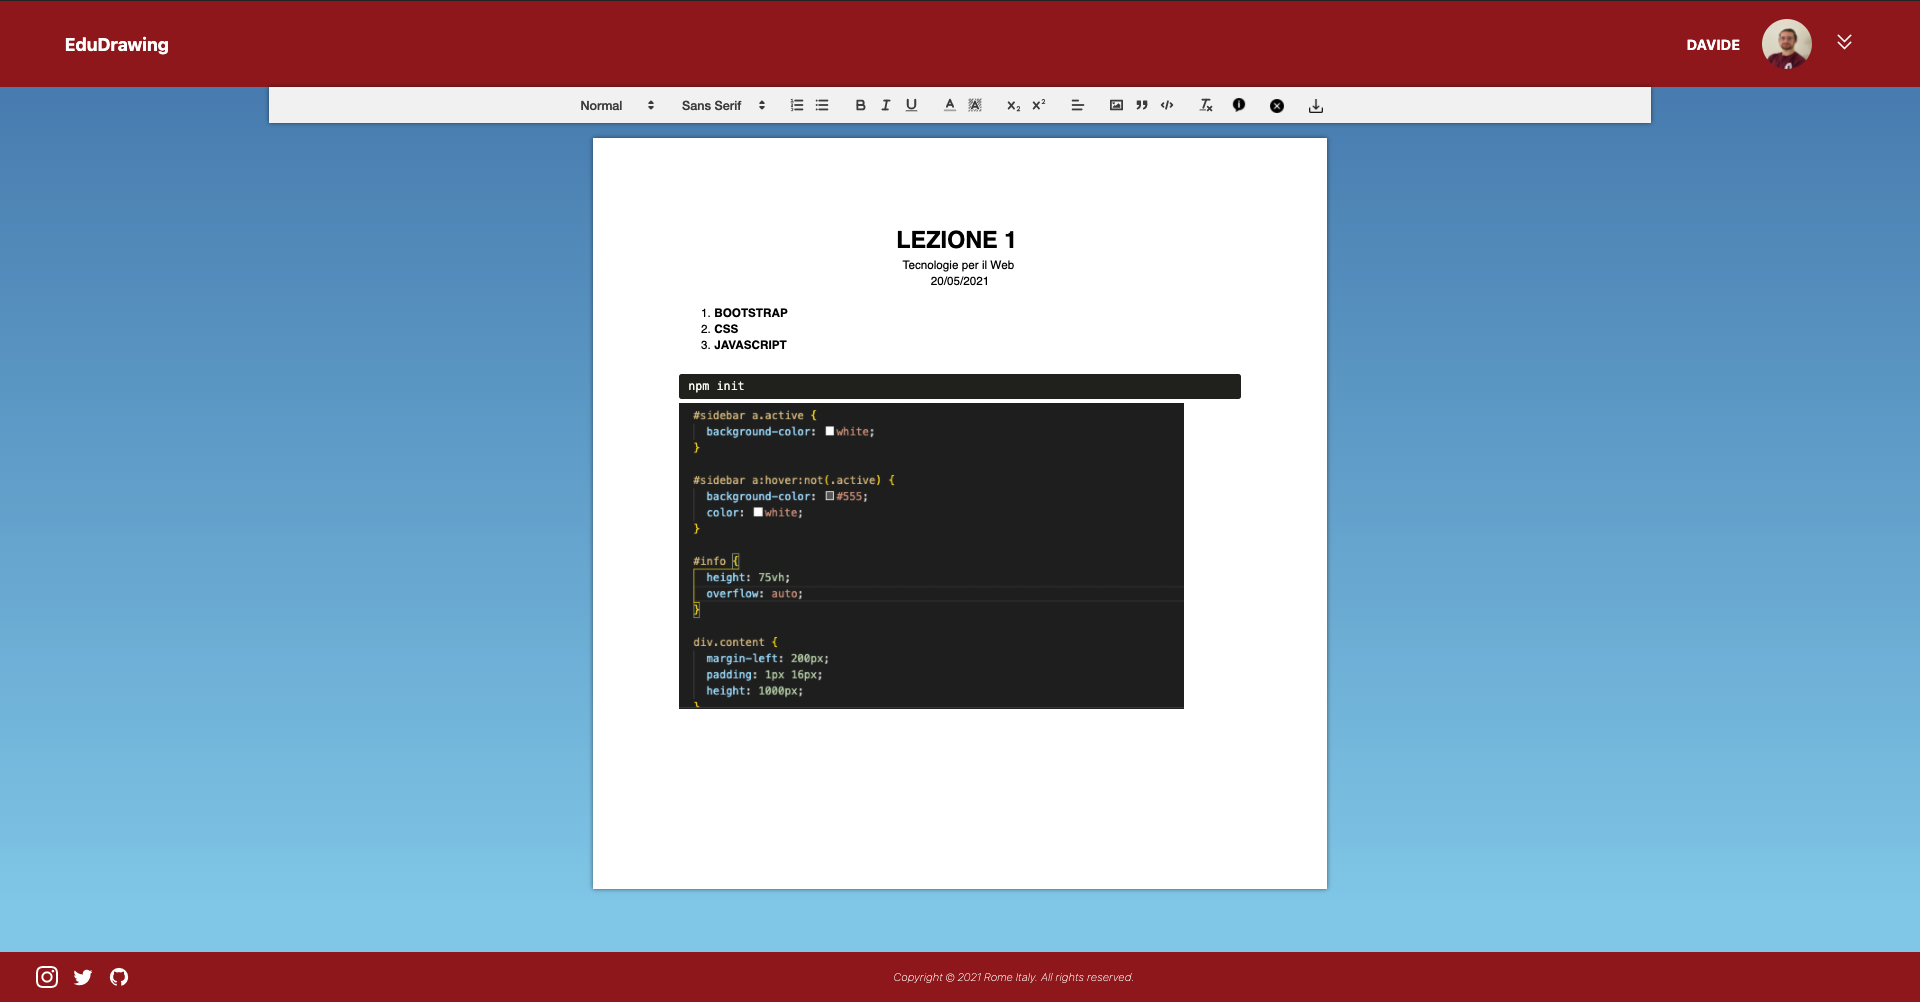 EduDrawing
DAVIDE
Normal
Sans Serif
LEZIONE 1
Tecnologie per il Web
20/05/2021
1. BOOTSTRAP
2. CSS
3. JAVASCRIPT
npm init
#sidebar a.active {
background-color: white;
}
#sidebar a:hover:not(.active) {
background-color: #555;
color: white;
}
#info {
height: 75vh;
overflow: auto;
}
div.content {
margin-left: 200px;
padding: 1px 16px;
height: 1000px;
}
Copyright © 2021 Rome Italy. All rights reserved.